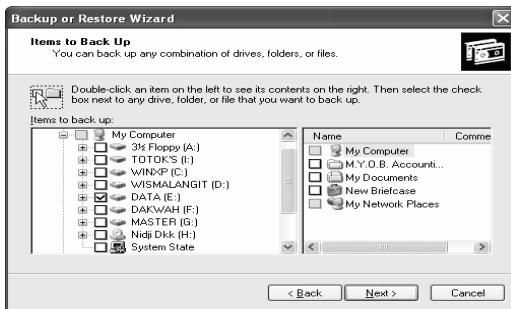 Backup or Restore Wizard
Items to Back Up
You can back up any combination of drives, folders, or files.
Double-click an item on the left to see its contents on the right. Then select the check
box next to any drive, folder, or file that you want to back up.
Items to back up:
My Computer
3½ Floppy (A:)
TOTOK'S (I:)
WINXP (C:)
WISMALANGIT (D:)
DATA (E:)
DAKWAH (F:)
MASTER (G:)
Nidji Dkk (H:)
System State
Name Comme
My Computer
M.Y.O.B. Accounti...
My Documents
New Briefcase
My Network Places
< Back Next > Cancel